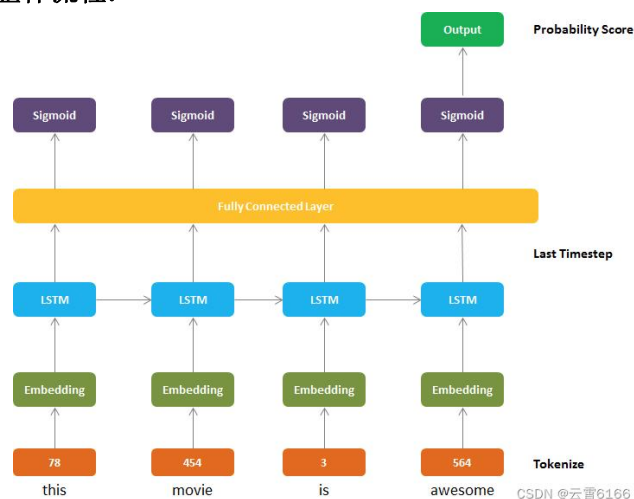 Output Probability Score
Sigmoid Sigmoid Sigmoid Sigmoid
Fully Connected Layer
Last Timestep
LSTM LSTM LSTM LSTM
Embedding Embedding Embedding Embedding
78 454 3 564 Tokenize
this movie is awesome
CSDN @云霄6166